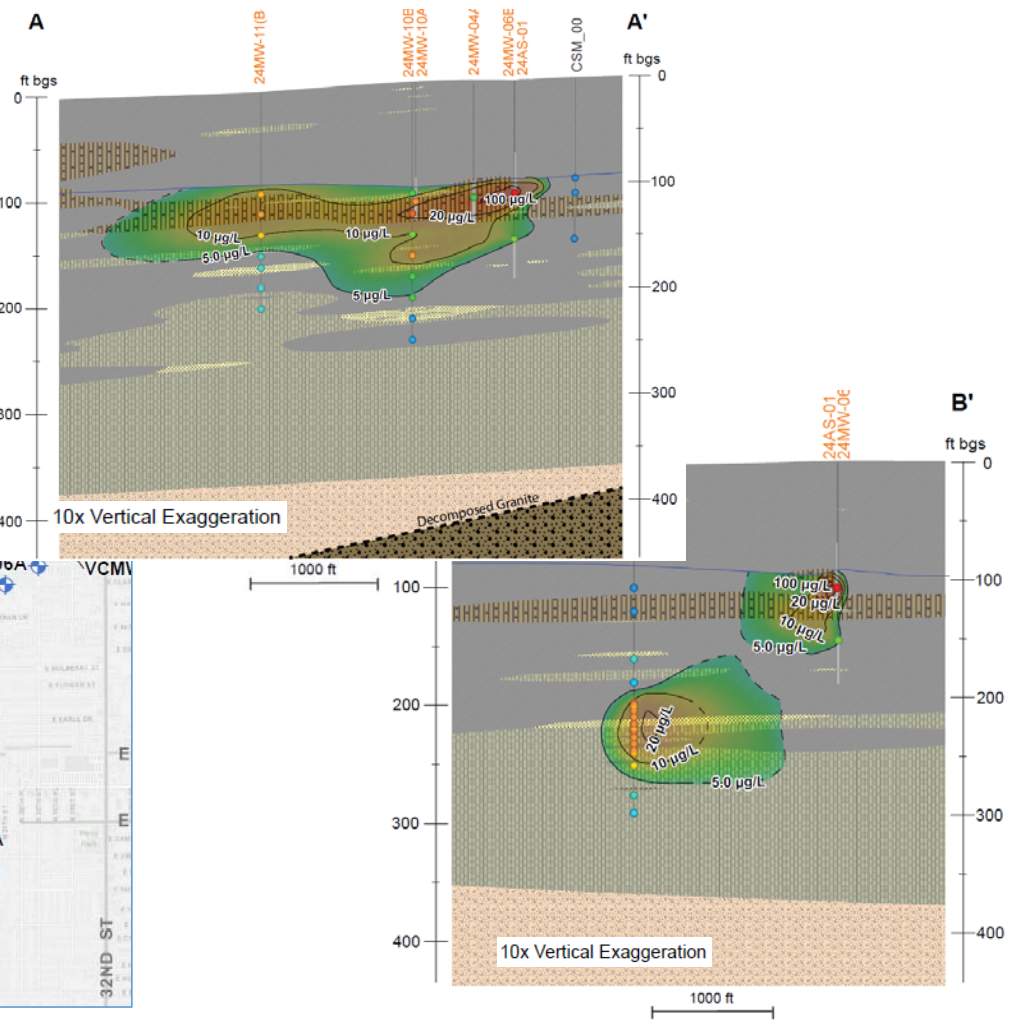 A
A'
24MW-11(B
24MW-10B
24MW-10A
24MW-04A
24MW-06B
24AS-01
CSM_00
ft bgs
ft bgs
0
0
100
100
100 µg/L
20 µg/L
10 µg/L
10 µg/L
5.0 µg/L
5 µg/L
200
200
300
300
400
400
Decomposed Granite
10x Vertical Exaggeration
1000 ft
B'
24AS-01
24MW-06
ft bgs
0
100
100
100 µg/L
20 µg/L
10 µg/L
5.0 µg/L
200
200
20 µg/L
10 µg/L
5.0 µg/L
300
300
400
400
10x Vertical Exaggeration
1000 ft
06A
VCMW
E MULBERRY ST
E FLOWER ST
E EARLL DR
E
E
32ND ST